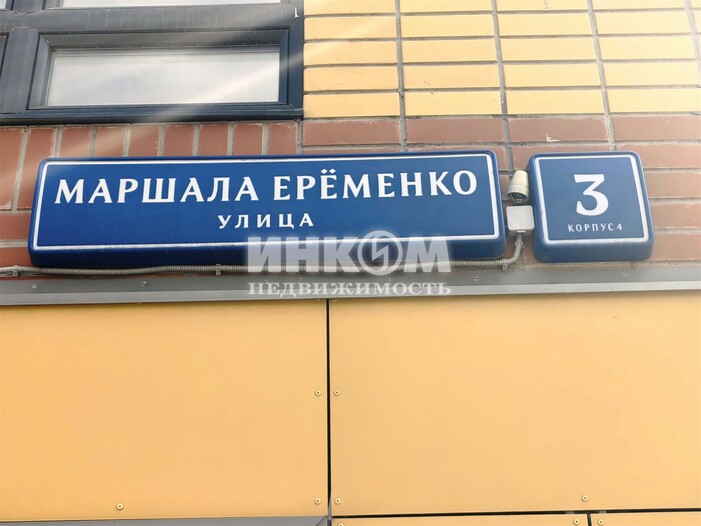 МАРШАЛА ЕРЁМЕНКО
УЛИЦА
3
КОРПУС 4
ИНКОМ
НЕДВИЖИМОСТЬ